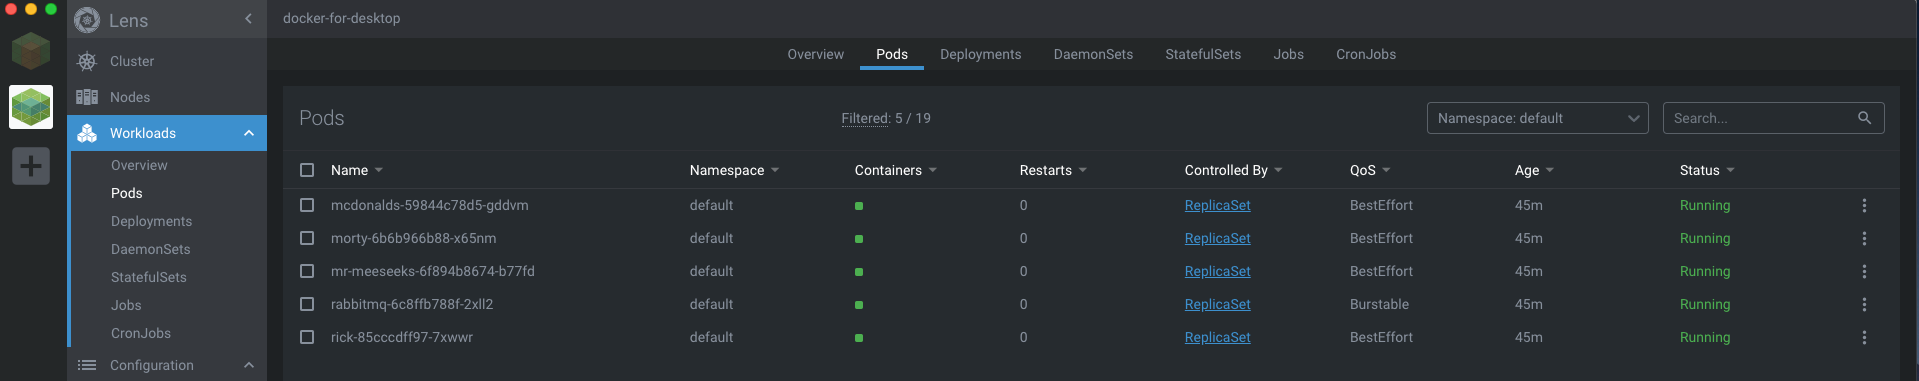 Lens
docker-for-desktop
Cluster
Nodes
Workloads
Overview
Pods
Deployments
DaemonSets
StatefulSets
Jobs
CronJobs
Configuration
Overview Pods Deployments DaemonSets StatefulSets Jobs CronJobs
Pods Filtered: 5 / 19 Namespace: default Search...
Name Namespace Containers Restarts Controlled By QoS Age Status
mcdonalds-59844c78d5-gddvm default 0 ReplicaSet BestEffort 45m Running
morty-6b6b966b88-x65nm default 0 ReplicaSet BestEffort 45m Running
mr-meeseeks-6f894b8674-b77fd default 0 ReplicaSet BestEffort 45m Running
rabbitmq-6c8ffb788f-2xll2 default 0 ReplicaSet Burstable 45m Running
rick-85cccdff97-7xwwr default 0 ReplicaSet BestEffort 45m Running